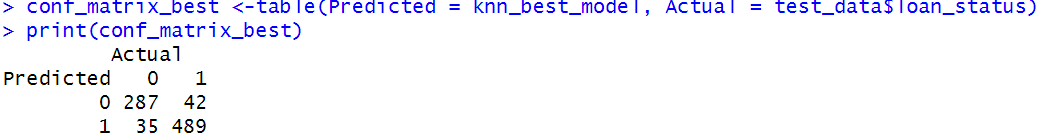 > conf_matrix_best <-table(Predicted = knn_best_model, Actual = test_data$loan_status)
> print(conf_matrix_best)
         Actual
Predicted   0   1
        0 287  42
        1  35 489